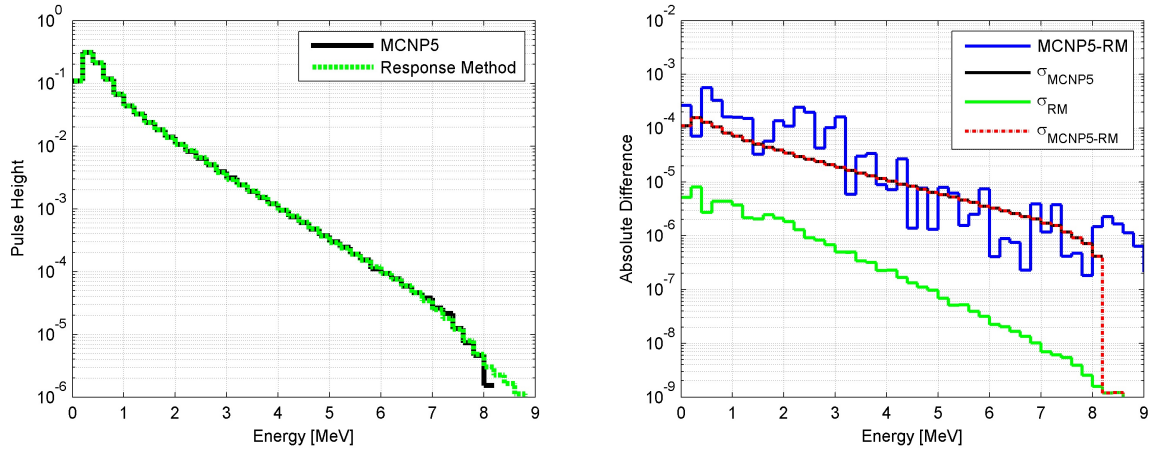 10^0
10^-1
10^-2
10^-3
10^-4
10^-5
10^-6
Pulse Height
0 1 2 3 4 5 6 7 8 9
Energy [MeV]
MCNP5
Response Method
10^-2
10^-3
10^-4
10^-5
10^-6
10^-7
10^-8
10^-9
Absolute Difference
0 1 2 3 4 5 6 7 8 9
Energy [MeV]
MCNP5-RM
σ_MCNP5
σ_RM
σ_MCNP5-RM